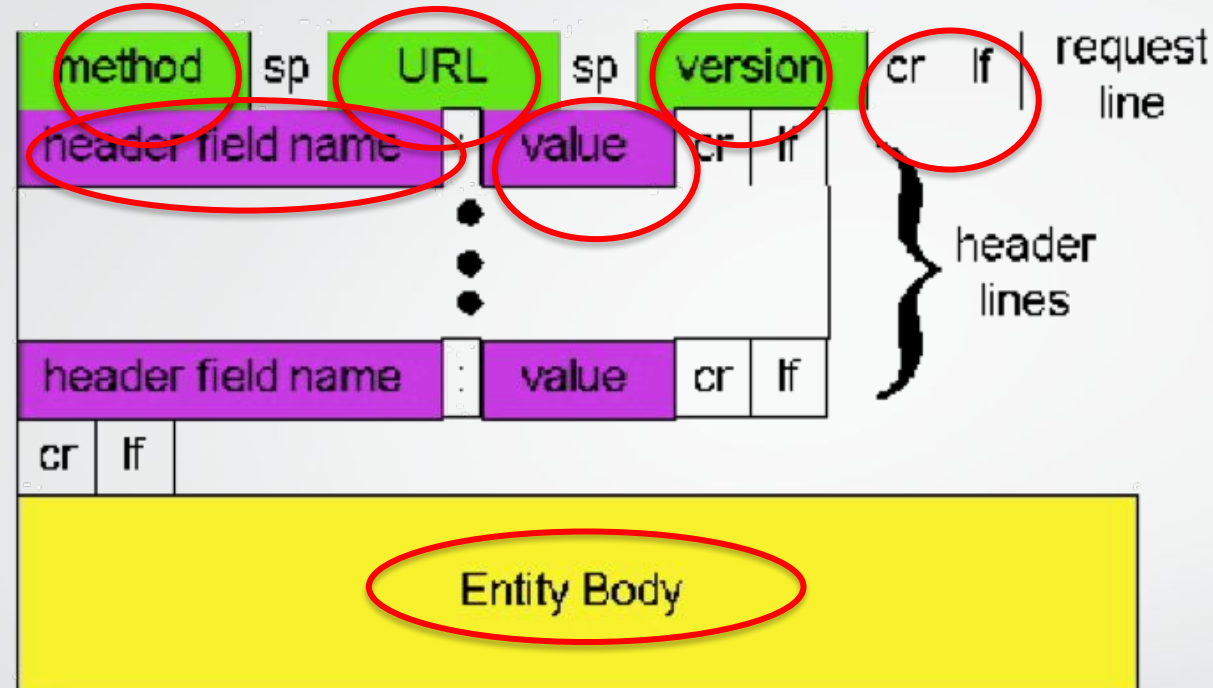 method sp URL sp version cr lf request line
header field name : value cr lf
header lines
header field name : value cr lf
cr lf
Entity Body